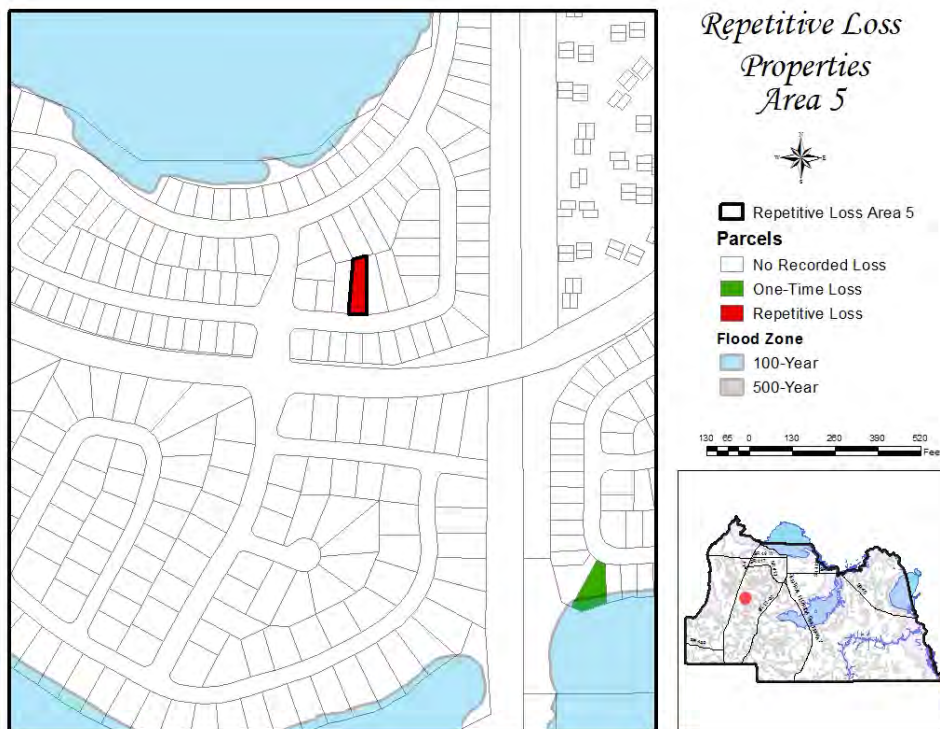 Repetitive Loss
Properties
Area 5
N
W E
S
Repetitive Loss Area 5
Parcels
No Recorded Loss
One-Time Loss
Repetitive Loss
Flood Zone
100-Year
500-Year
130 65 0 130 260 390 520
Feet